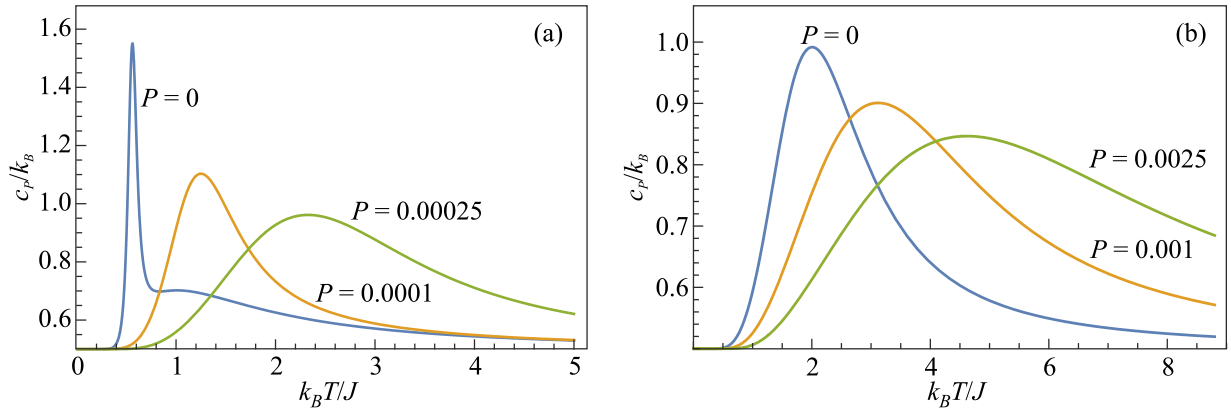 (a)
1.6
1.4
1.2
1.0
0.8
0.6
c_P/k_B
P = 0
P = 0.00025
P = 0.0001
0 1 2 3 4 5
k_BT/J
(b)
1.0
0.9
0.8
0.7
0.6
c_P/k_B
P = 0
P = 0.0025
P = 0.001
2 4 6 8
k_BT/J